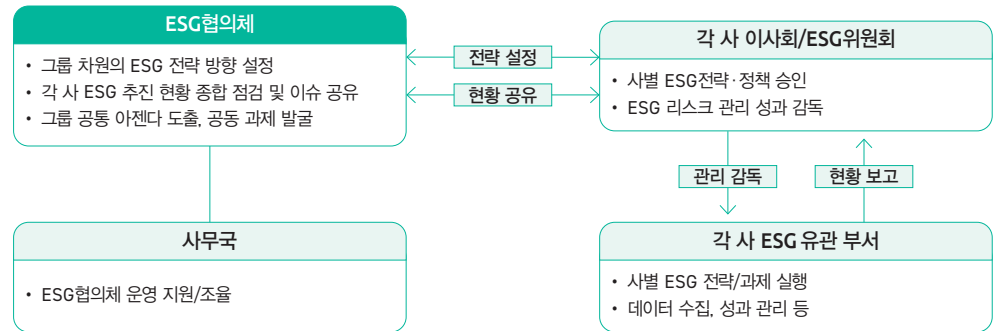 ESG협의체
• 그룹 차원의 ESG 전략 방향 설정
• 각 사 ESG 추진 현황 종합 점검 및 이슈 공유
• 그룹 공통 아젠다 도출, 공동 과제 발굴
전략 설정
현황 공유
각 사 이사회/ESG위원회
• 사별 ESG전략·정책 승인
• ESG 리스크 관리 성과 감독
관리 감독
현황 보고
사무국
• ESG협의체 운영 지원/조율
각 사 ESG 유관 부서
• 사별 ESG 전략/과제 실행
• 데이터 수집, 성과 관리 등